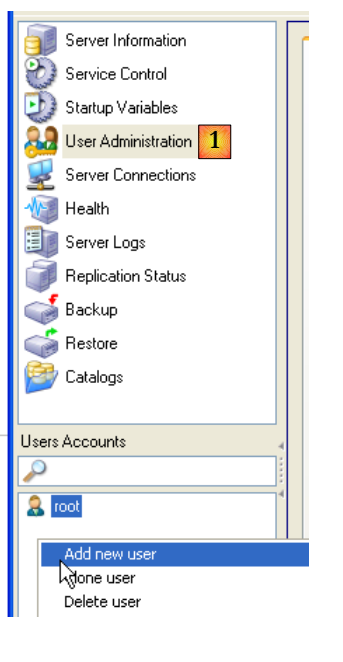 Server Information
Service Control
Startup Variables
User Administration 1
Server Connections
Health
Server Logs
Replication Status
Backup
Restore
Catalogs
Users Accounts
root
Add new user
user
Delete user